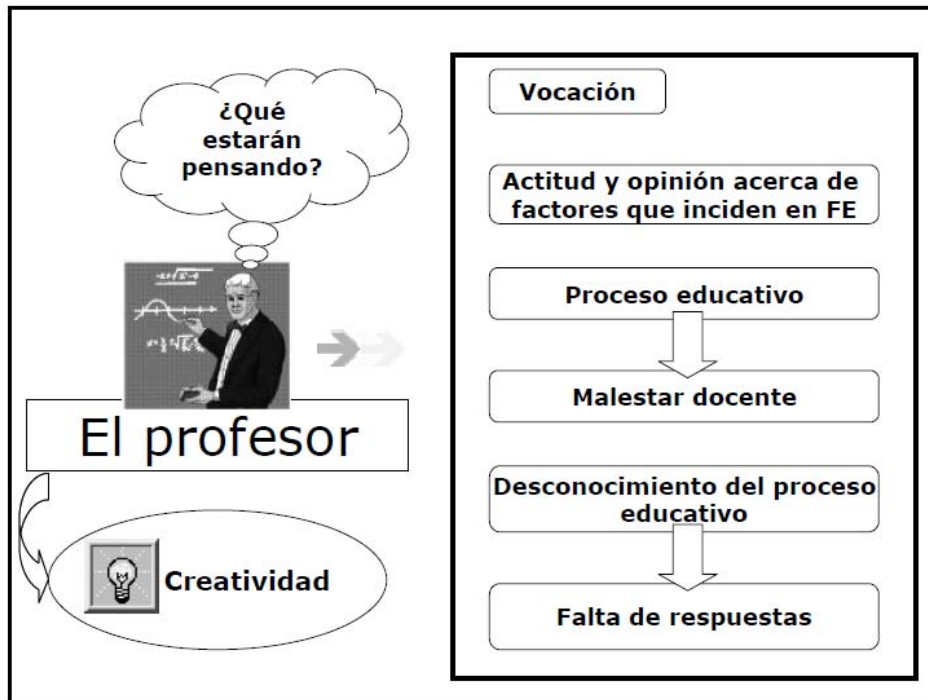 ¿Qué
estarán
pensando?
El profesor
Creatividad
Vocación
Actitud y opinión acerca de
factores que inciden en FE
Proceso educativo
Malestar docente
Desconocimiento del proceso
educativo
Falta de respuestas